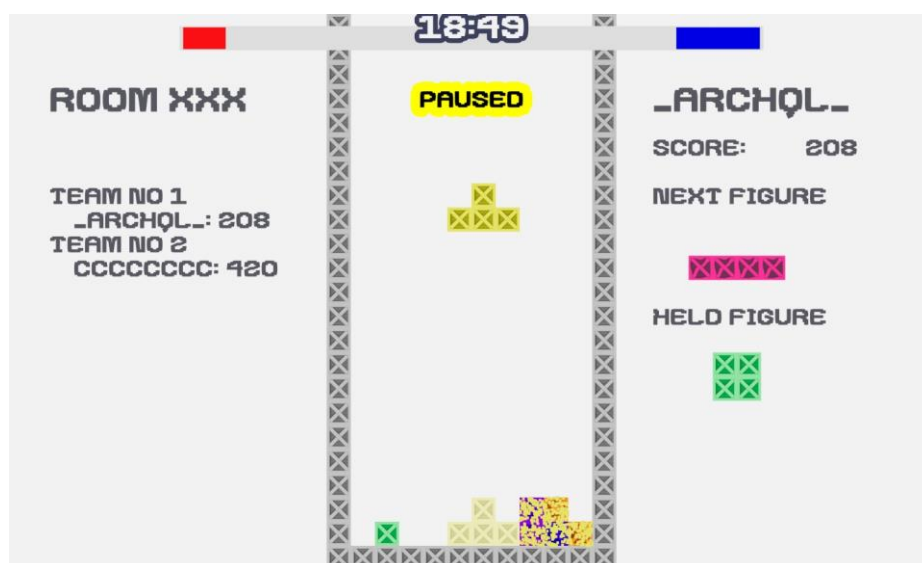 18:49
ROOM XXX
PAUSED
_ARCHQL_
SCORE: 208
TEAM NO 1
_ARCHQL_: 208
TEAM NO 2
CCCCCCCC: 420
NEXT FIGURE
HELD FIGURE